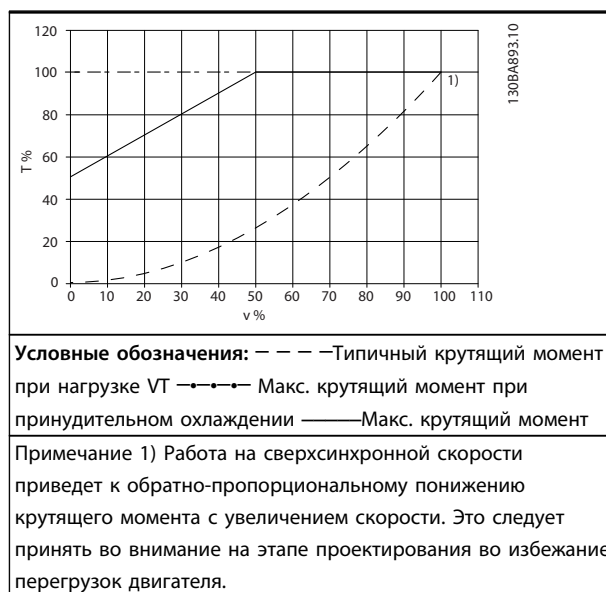 120
100
80
60
40
20
0
T %
0 10 20 30 40 50 60 70 80 90 100 110
v %
1)
130BA893.10
Условные обозначения: – – – –Типичный крутящий момент
при нагрузке VT –•–•–•– Макс. крутящий момент при
принудительном охлаждении ———Макс. крутящий момент
Примечание 1) Работа на сверхсинхронной скорости
приведет к обратно-пропорциональному понижению
крутящего момента с увеличением скорости. Это следует
принять во внимание на этапе проектирования во избежание
перегрузок двигателя.